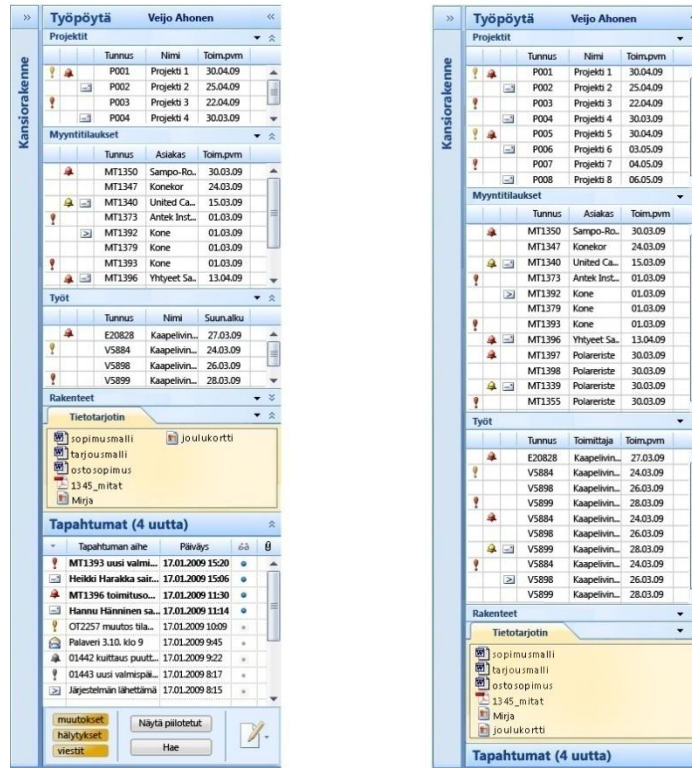 Kansiorakenne
Työpöytä Veijo Ahonen
Projektit
Tunnus Nimi Toim.pvm
P001 Projekti 1 30.04.09
P002 Projekti 2 25.04.09
P003 Projekti 3 22.04.09
P004 Projekti 4 30.03.09
Myyntitilaukset
Tunnus Asiakas Toim.pvm
MT1350 Sampo-Ro.. 30.03.09
MT1347 Konekor 24.03.09
MT1340 United Ca... 15.03.09
MT1373 Antek Inst... 01.03.09
MT1392 Kone 01.03.09
MT1379 Kone 01.03.09
MT1393 Kone 01.03.09
MT1396 Yhtyeet Sa.. 13.04.09
Työt
Tunnus Nimi Suun.alku
E20828 Kaapelivin... 27.03.09
V5884 Kaapelivin... 24.03.09
V5898 Kaapelivin... 26.03.09
V5899 Kaapelivin... 28.03.09
Rakenteet
Tietotarjotin
sopimusmalli joulukortti
tarjousmalli
ostosopimus
1345_mitat
Mirja
Tapahtumat (4 uutta)
Tapahtuman aihe Päiväys
MT1393 uusi valmi... 17.01.2009 15:20
Heikki Harakka sair... 17.01.2009 15:06
MT1396 toimituso... 17.01.2009 11:30
Hannu Hänninen sa... 17.01.2009 11:14
OT2257 muutos tila... 17.01.2009 10:09
Palaveri 3.10. klo 9 17.01.2009 9:45
01442 kuittaus puutt... 17.01.2009 9:22
01443 uusi valmispäi... 17.01.2009 8:17
Järjestelmän lähettämä 17.01.2009 8:15
muutokset
hälytykset
viestit
Näytä piilotetut
Hae
Kansiorakenne
Työpöytä Veijo Ahonen
Projektit
Tunnus Nimi Toim.pvm
P001 Projekti 1 30.04.09
P002 Projekti 2 25.04.09
P003 Projekti 3 22.04.09
P004 Projekti 4 30.03.09
P005 Projekti 5 30.04.09
P006 Projekti 6 03.05.09
P007 Projekti 7 04.05.09
P008 Projekti 8 06.05.09
Myyntitilaukset
Tunnus Asiakas Toim.pvm
MT1350 Sampo-Ro.. 30.03.09
MT1347 Konekor 24.03.09
MT1340 United Ca... 15.03.09
MT1373 Antek Inst... 01.03.09
MT1392 Kone 01.03.09
MT1379 Kone 01.03.09
MT1393 Kone 01.03.09
MT1396 Yhtyeet Sa.. 13.04.09
MT1397 Polareriste 30.03.09
MT1398 Polareriste 30.03.09
MT1339 Polareriste 30.03.09
MT1355 Polareriste 30.03.09
Työt
Tunnus Toimittaja Toim.pvm
E20828 Kaapelivin... 27.03.09
V5884 Kaapelivin... 24.03.09
V5898 Kaapelivin... 26.03.09
V5899 Kaapelivin... 28.03.09
V5884 Kaapelivin... 24.03.09
V5898 Kaapelivin... 26.03.09
V5899 Kaapelivin... 28.03.09
V5884 Kaapelivin... 24.03.09
V5898 Kaapelivin... 26.03.09
V5899 Kaapelivin... 28.03.09
Rakenteet
Tietotarjotin
sopimusmalli
tarjousmalli
ostosopimus
1345_mitat
Mirja
joulukortti
Tapahtumat (4 uutta)